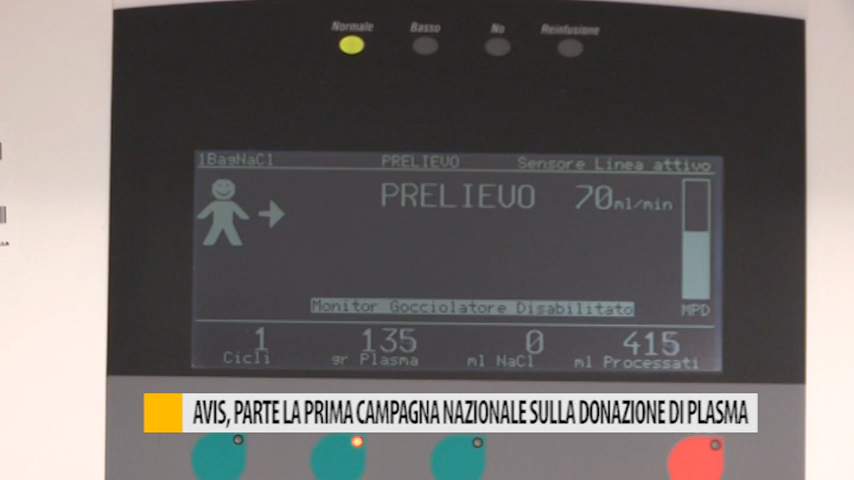 Normale Basso No Reinfusione
1BagNaCl PRELIEVO Sensore Linea attivo
PRELIEVO 70ml/min
Monitor Gocciolatore Disabilitato MPD
1 135 0 415
Cicli gr Plasma ml NaCl ml Processati
AVIS, PARTE LA PRIMA CAMPAGNA NAZIONALE SULLA DONAZIONE DI PLASMA